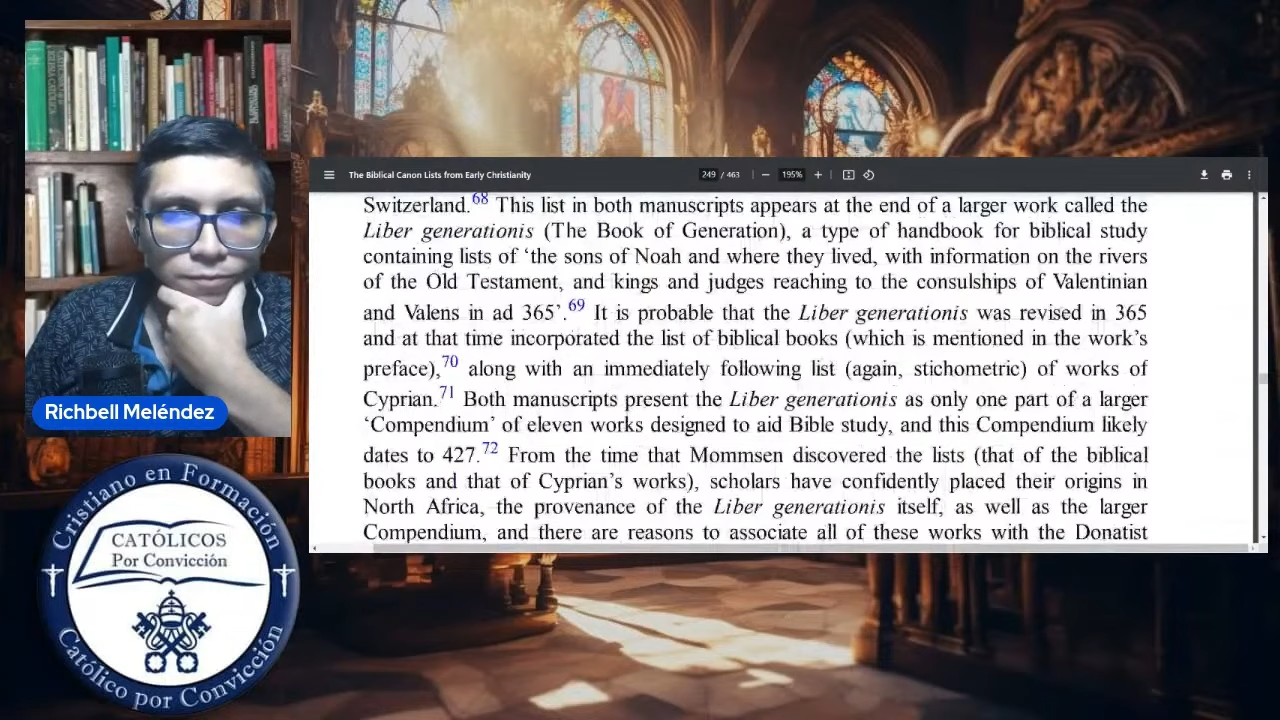 The Biblical Canon Lists from Early Christianity
249 / 463
195%
Switzerland.68 This list in both manuscripts appears at the end of a larger work called the
Liber generationis (The Book of Generation), a type of handbook for biblical study
containing lists of ‘the sons of Noah and where they lived, with information on the rivers
of the Old Testament, and kings and judges reaching to the consulships of Valentinian
and Valens in ad 365’.69 It is probable that the Liber generationis was revised in 365
and at that time incorporated the list of biblical books (which is mentioned in the work’s
preface),70 along with an immediately following list (again, stichometric) of works of
Cyprian.71 Both manuscripts present the Liber generationis as only one part of a larger
‘Compendium’ of eleven works designed to aid Bible study, and this Compendium likely
dates to 427.72 From the time that Mommsen discovered the lists (that of the biblical
books and that of Cyprian’s works), scholars have confidently placed their origins in
North Africa, the provenance of the Liber generationis itself, as well as the larger
Compendium, and there are reasons to associate all of these works with the Donatist
Richbell Meléndez
Cristiano en Formación
CATÓLICOS
Por Convicción
Católico por Convicción